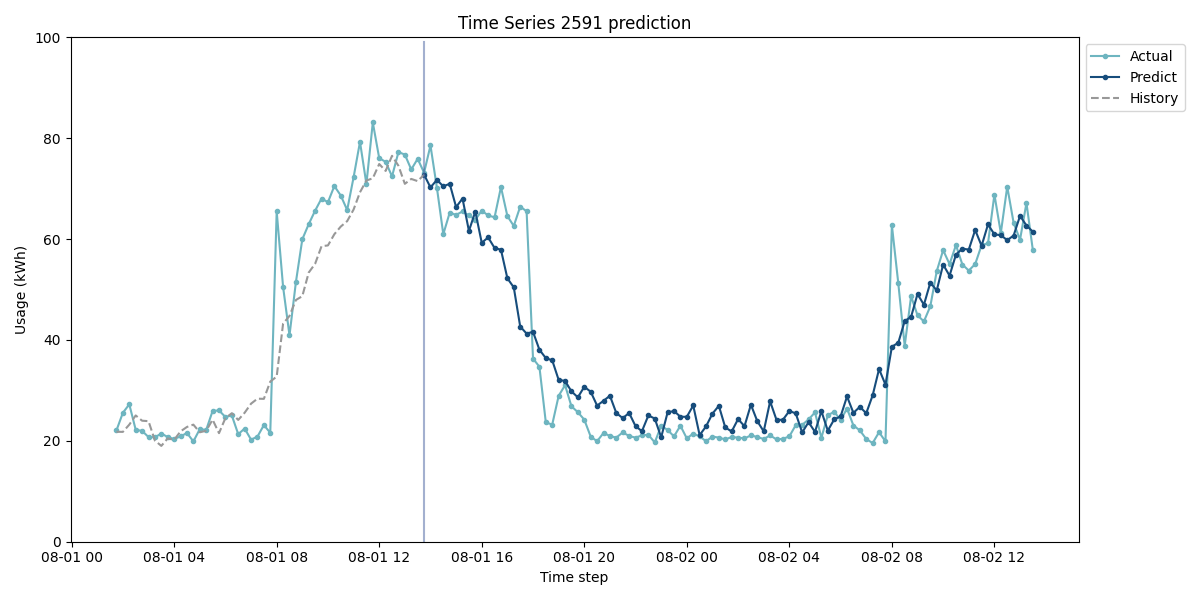 Time Series 2591 prediction
Actual
Predict
History
Usage (kWh)
100
80
60
40
20
0
08-01 00
08-01 04
08-01 08
08-01 12
08-01 16
08-01 20
08-02 00
08-02 04
08-02 08
08-02 12
Time step